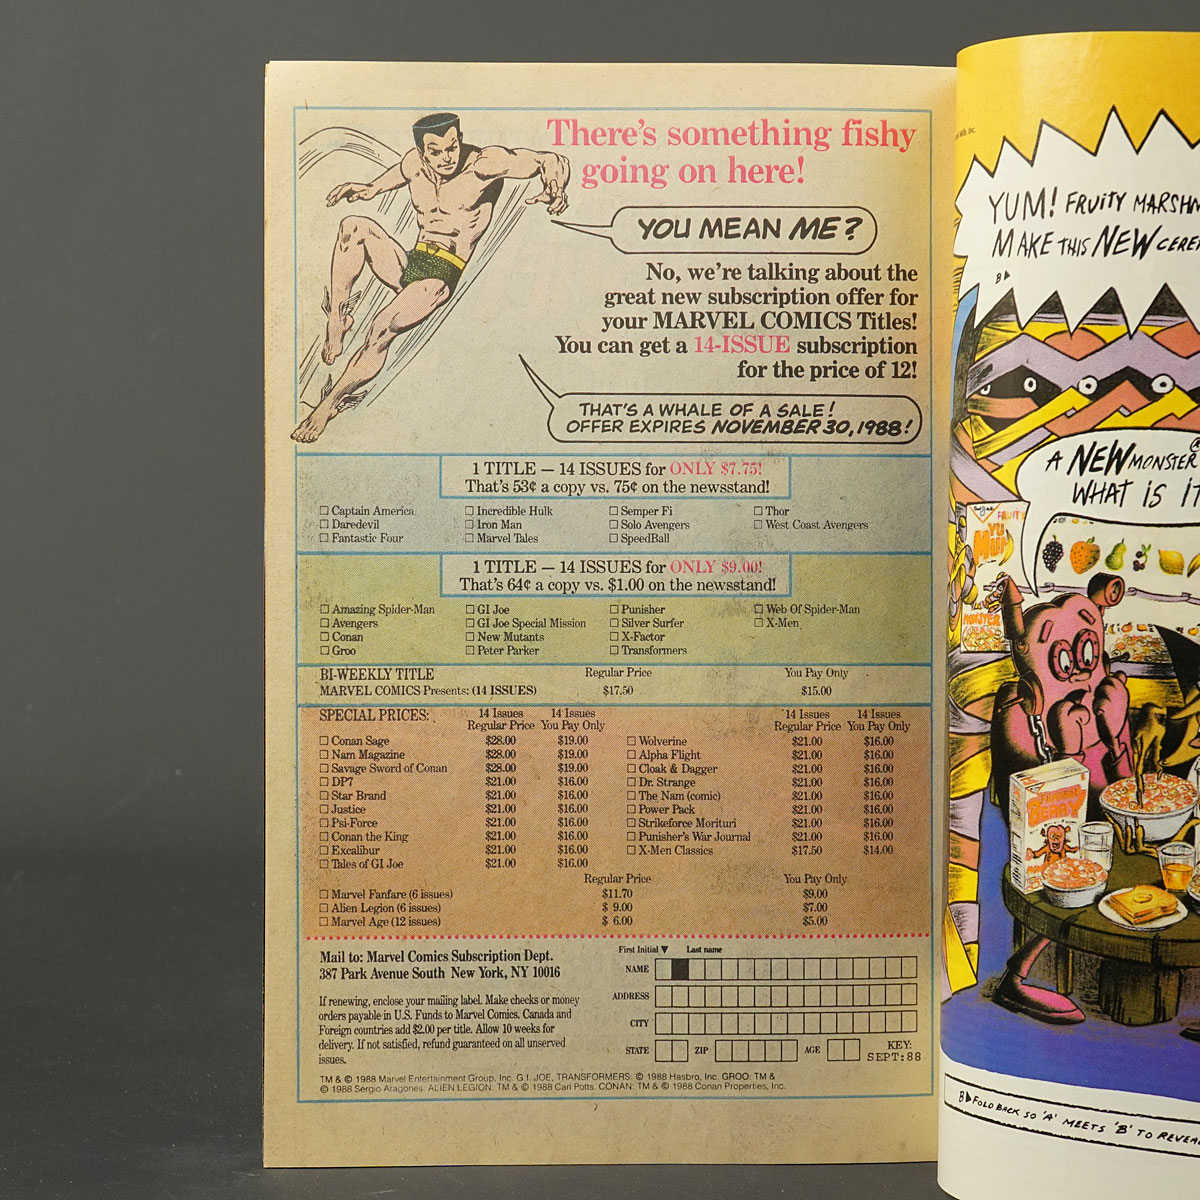 There's something fishy
going on here!
YOU MEAN ME?
No, we're talking about the
great new subscription offer for
your MARVEL COMICS Titles!
You can get a 14-ISSUE subscription
for the price of 12!
THAT'S A WHALE OF A SALE!
OFFER EXPIRES NOVEMBER 30, 1988!
1 TITLE — 14 ISSUES for ONLY $7.75!
That's 53¢ a copy vs. 75¢ on the newsstand!
☐ Captain America ☐ Incredible Hulk ☐ Semper Fi ☐ Thor
☐ Daredevil ☐ Iron Man ☐ Solo Avengers ☐ West Coast Avengers
☐ Fantastic Four ☐ Marvel Tales ☐ SpeedBall
1 TITLE — 14 ISSUES for ONLY $9.00!
That's 64¢ a copy vs. $1.00 on the newsstand!
☐ Amazing Spider-Man ☐ GI Joe ☐ Punisher ☐ Web Of Spider-Man
☐ Avengers ☐ GI Joe Special Mission ☐ Silver Surfer ☐ X-Men
☐ Conan ☐ New Mutants ☐ X-Factor
☐ Groo ☐ Peter Parker ☐ Transformers
BI-WEEKLY TITLE Regular Price You Pay Only
MARVEL COMICS Presents: (14 ISSUES) $17.50 $15.00
SPECIAL PRICES: 14 Issues 14 Issues 14 Issues 14 Issues
Regular Price You Pay Only Regular Price You Pay Only
☐ Conan Saga $28.00 $19.00 ☐ Wolverine $21.00 $16.00
☐ Nam Magazine $28.00 $19.00 ☐ Alpha Flight $21.00 $16.00
☐ Savage Sword of Conan $28.00 $19.00 ☐ Cloak & Dagger $21.00 $16.00
☐ DP7 $21.00 $16.00 ☐ Dr. Strange $21.00 $16.00
☐ Star Brand $21.00 $16.00 ☐ The Nam (comic) $21.00 $16.00
☐ Justice $21.00 $16.00 ☐ Power Pack $21.00 $16.00
☐ Psi-Force $21.00 $16.00 ☐ Strikeforce Morituri $21.00 $16.00
☐ Conan the King $21.00 $16.00 ☐ Punisher's War Journal $21.00 $16.00
☐ Excalibur $21.00 $16.00 ☐ X-Men Classics $17.50 $14.00
☐ Tales of GI Joe $21.00 $16.00
Regular Price You Pay Only
☐ Marvel Fanfare (6 issues) $11.70 $9.00
☐ Alien Legion (6 issues) $ 9.00 $7.00
☐ Marvel Age (12 issues) $ 6.00 $5.00
Mail to: Marvel Comics Subscription Dept.
387 Park Avenue South New York, NY 10016
If renewing, enclose your mailing label. Make checks or money
orders payable in U.S. Funds to Marvel Comics. Canada and
Foreign countries add $2.00 per title. Allow 10 weeks for
delivery. If not satisfied, refund guaranteed on all unserved
issues.
First Initial ▼ Last name
NAME
ADDRESS
CITY
STATE ZIP AGE
KEY:
SEPT:88
TM & © 1988 Marvel Entertainment Group, Inc. G.I. JOE, TRANSFORMERS: © 1988 Hasbro, Inc. GROO: TM &
© 1988 Sergio Aragones. ALIEN LEGION: TM & © 1988 Carl Potts. CONAN: TM & © 1988 Conan Properties, Inc.
YUM! FRUITY MARSHM
MAKE THIS NEW CERE
B▶
A NEW MONSTER
WHAT IS IT
FRUIT
YU
MUM
MONSTER
BERRY
B▶ FOLD BACK SO 'A' MEETS 'B' TO REVEA